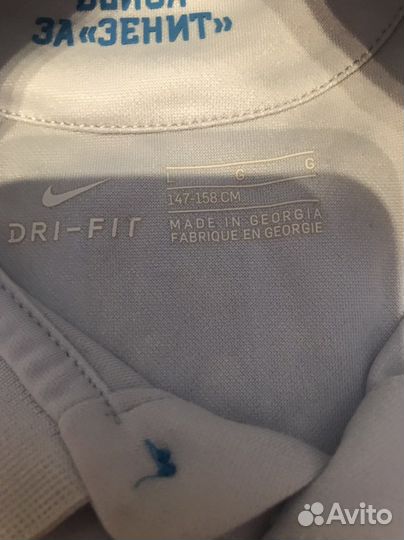 ЗА «ЗЕНИТ»
L G G
147-158 CM
DRI-FIT
MADE IN GEORGIA
FABRIQUE EN GEORGIE
Avito